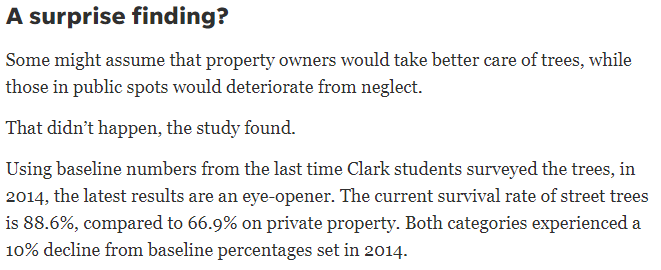 A surprise finding?
Some might assume that property owners would take better care of trees, while
those in public spots would deteriorate from neglect.
That didn’t happen, the study found.
Using baseline numbers from the last time Clark students surveyed the trees, in
2014, the latest results are an eye-opener. The current survival rate of street trees
is 88.6%, compared to 66.9% on private property. Both categories experienced a
10% decline from baseline percentages set in 2014.